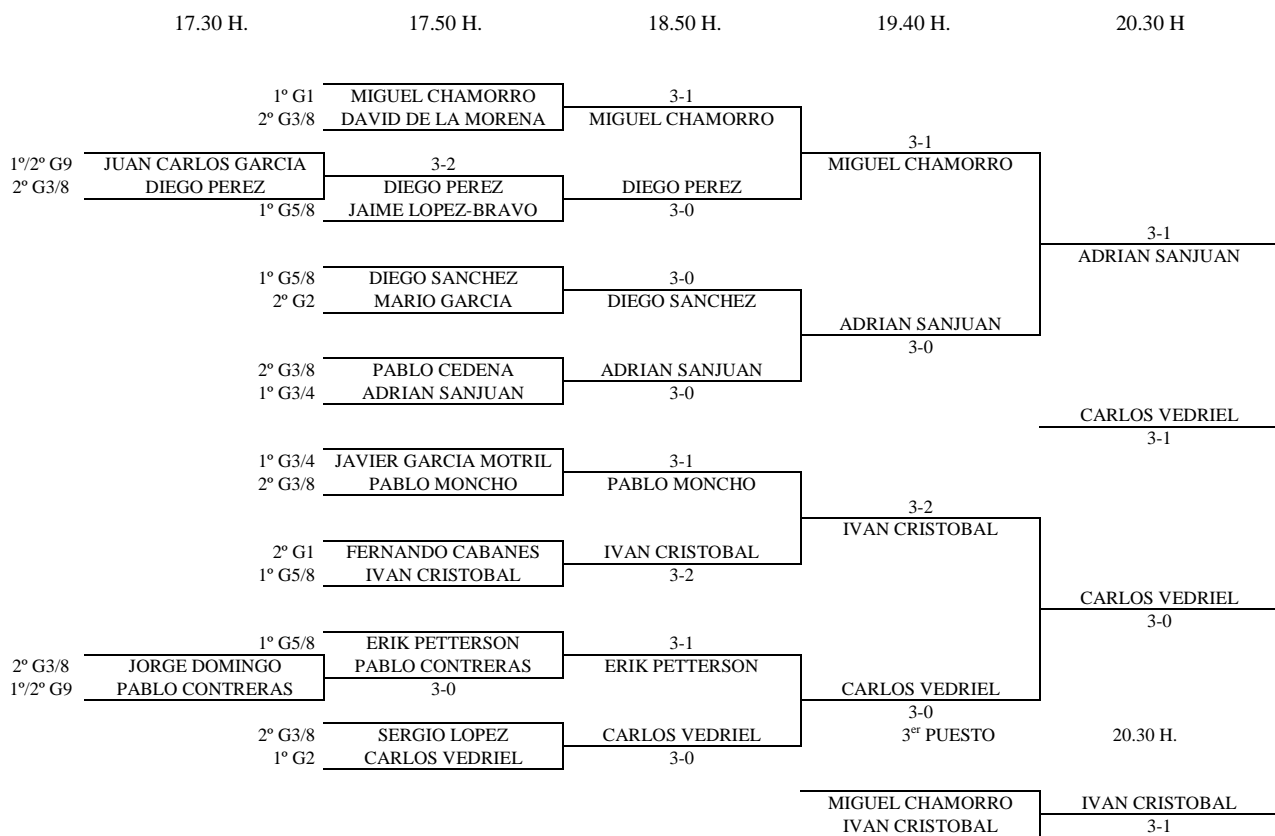 17.30 H. 17.50 H. 18.50 H. 19.40 H. 20.30 H
1º G1 MIGUEL CHAMORRO 3-1
2º G3/8 DAVID DE LA MORENA MIGUEL CHAMORRO
3-1
1º/2º G9 JUAN CARLOS GARCIA 3-2 MIGUEL CHAMORRO
2º G3/8 DIEGO PEREZ DIEGO PEREZ DIEGO PEREZ
1º G5/8 JAIME LOPEZ-BRAVO 3-0
3-1
ADRIAN SANJUAN
1º G5/8 DIEGO SANCHEZ 3-0
2º G2 MARIO GARCIA DIEGO SANCHEZ
ADRIAN SANJUAN
3-0
2º G3/8 PABLO CEDENA ADRIAN SANJUAN
1º G3/4 ADRIAN SANJUAN 3-0
CARLOS VEDRIEL
3-1
1º G3/4 JAVIER GARCIA MOTRIL 3-1
2º G3/8 PABLO MONCHO PABLO MONCHO
3-2
IVAN CRISTOBAL
2º G1 FERNANDO CABANES IVAN CRISTOBAL
1º G5/8 IVAN CRISTOBAL 3-2
CARLOS VEDRIEL
3-0
1º G5/8 ERIK PETTERSON 3-1
2º G3/8 JORGE DOMINGO PABLO CONTRERAS ERIK PETTERSON
1º/2º G9 PABLO CONTRERAS 3-0 CARLOS VEDRIEL
3-0
2º G3/8 SERGIO LOPEZ CARLOS VEDRIEL 3er PUESTO 20.30 H.
1º G2 CARLOS VEDRIEL 3-0
MIGUEL CHAMORRO IVAN CRISTOBAL
IVAN CRISTOBAL 3-1